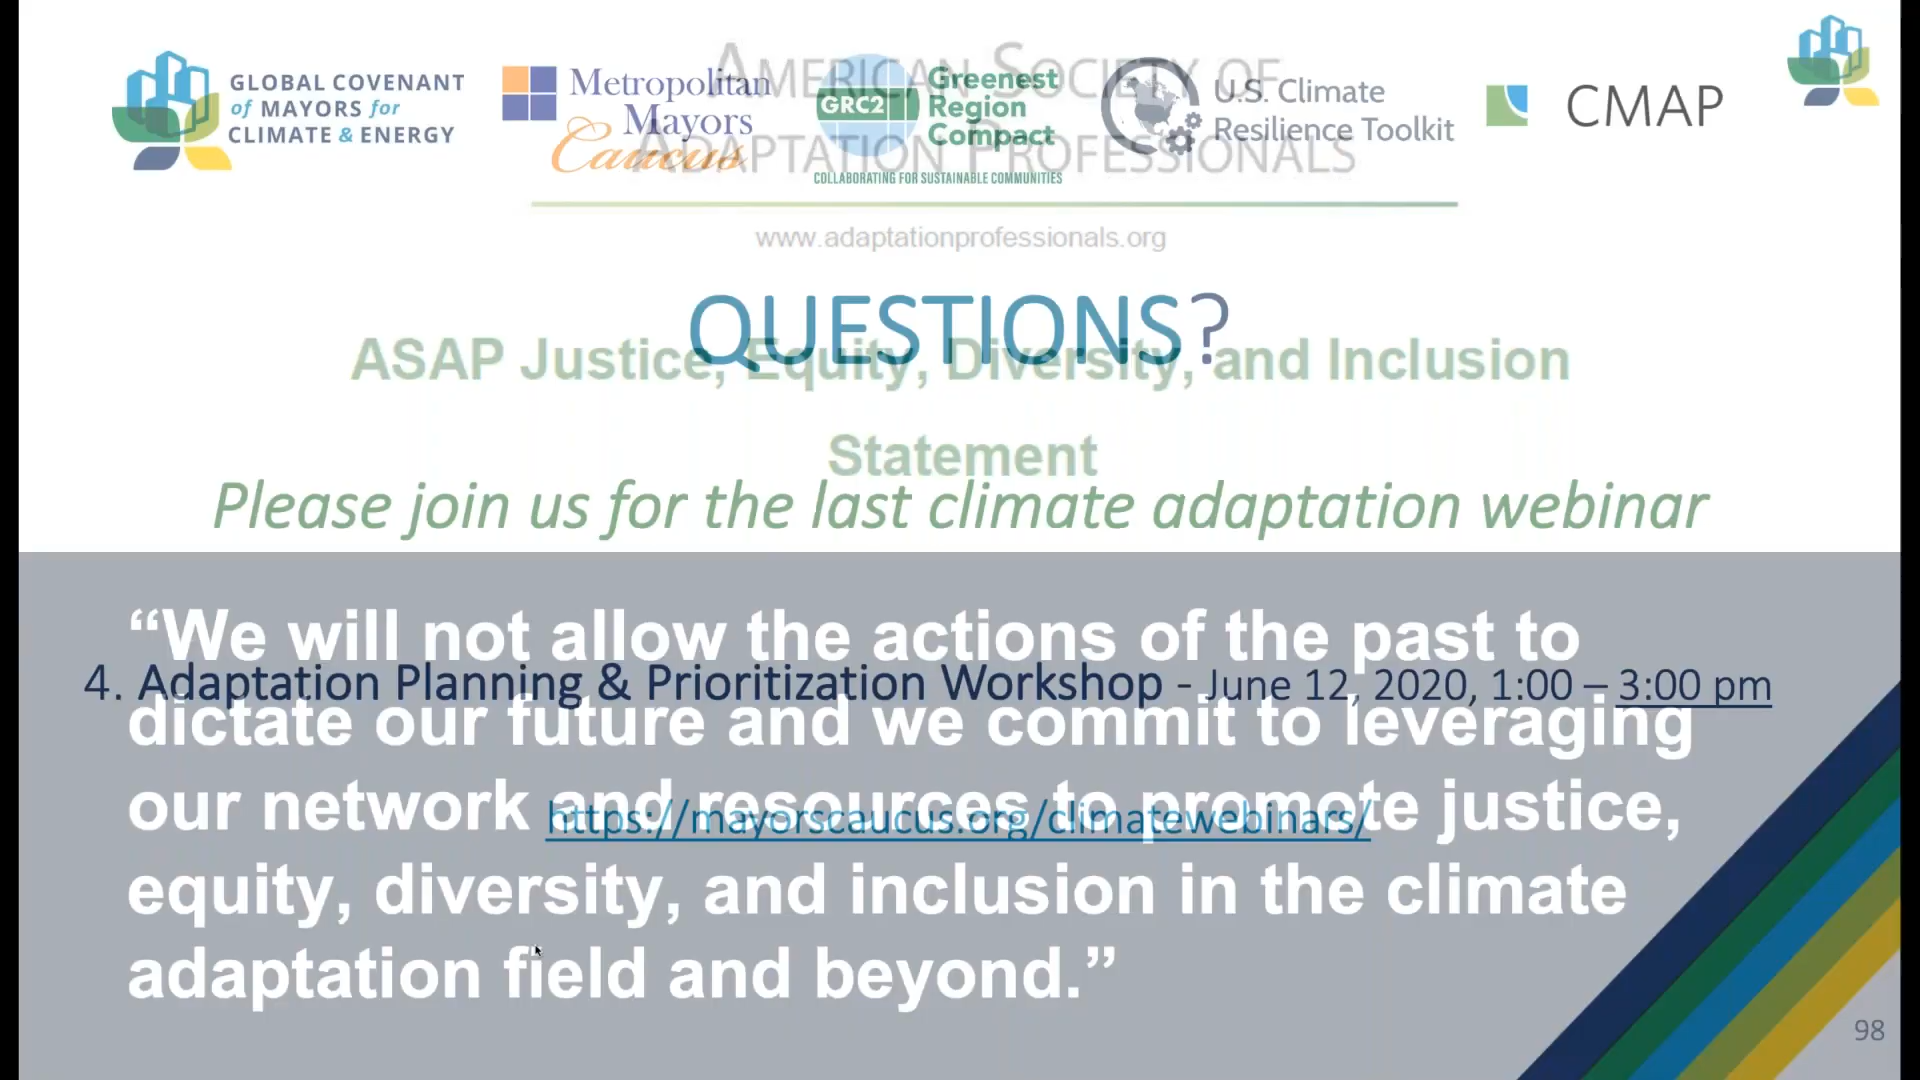 GLOBAL COVENANT
of MAYORS for
CLIMATE & ENERGY
Metropolitan
Mayors
Caucus
GRC2
Greenest
Region
Compact
COLLABORATING FOR SUSTAINABLE COMMUNITIES
U.S. Climate
Resilience Toolkit
CMAP
AMERICAN SOCIETY OF
ADAPTATION PROFESSIONALS
www.adaptationprofessionals.org
QUESTIONS?
ASAP Justice, Equity, Diversity, and Inclusion
Statement
Please join us for the last climate adaptation webinar
“We will not allow the actions of the past to
dictate our future and we commit to leveraging
our network and resources to promote justice,
equity, diversity, and inclusion in the climate
adaptation field and beyond.”
4. Adaptation Planning & Prioritization Workshop - June 12, 2020, 1:00 – 3:00 pm
https://mayorscaucus.org/climatewebinars/
98